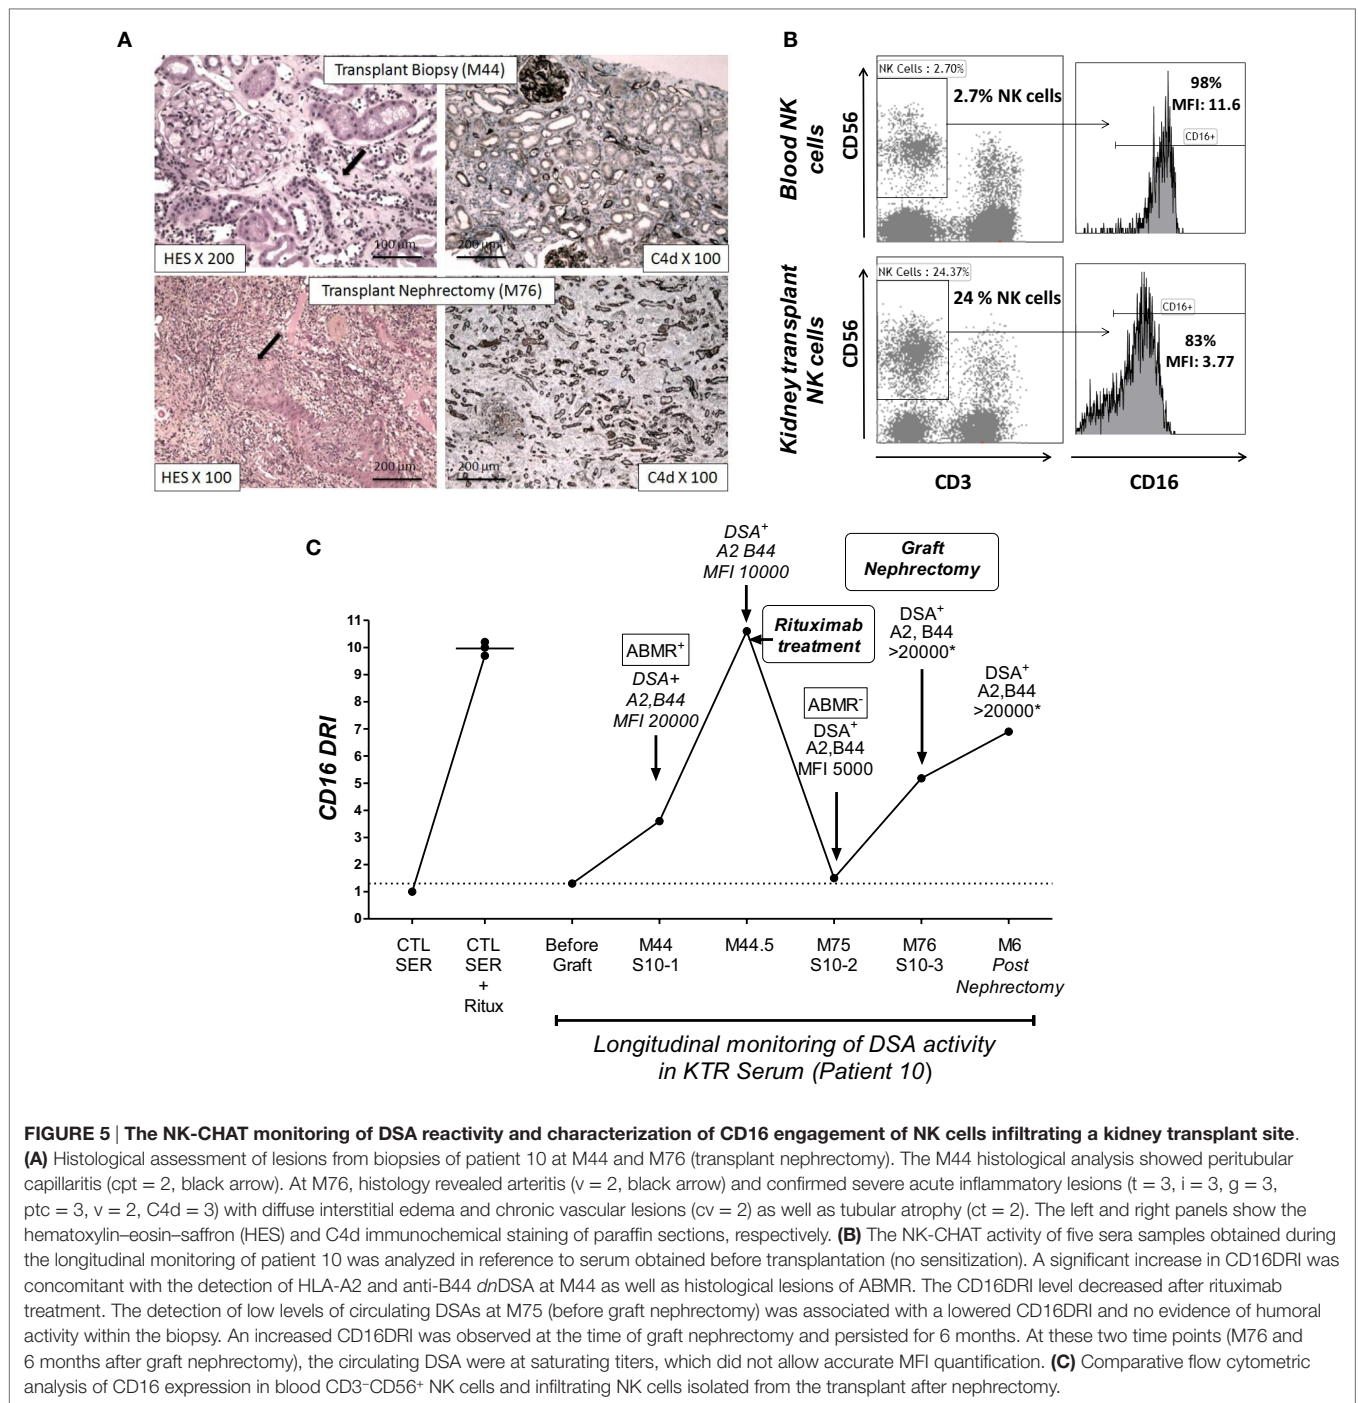 A
Transplant Biopsy (M44)
HES X 200
100 µm
200 µm
C4d X 100
Transplant Nephrectomy (M76)
HES X 100
200 µm
200 µm
C4d X 100
B
Blood NK
cells
CD56
NK Cells : 2.70%
2.7% NK cells
98%
MFI: 11.6
CD16+
Kidney transplant
NK cells
CD56
NK Cells : 24.37%
24 % NK cells
CD16+
83%
MFI: 3.77
CD3
CD16
C
CD16 DRI
11
10
9
8
7
6
5
4
3
2
1
0
ABMR+
DSA+
A2,B44
MFI 20000
DSA+
A2 B44
MFI 10000
Rituximab
treatment
ABMR-
DSA+
A2,B44
MFI 5000
Graft
Nephrectomy
DSA+
A2, B44
>20000*
DSA+
A2,B44
>20000*
CTL
SER
CTL
SER
+
Ritux
Before
Graft
M44
S10-1
M44.5
M75
S10-2
M76
S10-3
M6
Post
Nephrectomy
Longitudinal monitoring of DSA activity
in KTR Serum (Patient 10)
FIGURE 5 | The NK-CHAT monitoring of DSA reactivity and characterization of CD16 engagement of NK cells infiltrating a kidney transplant site.
(A) Histological assessment of lesions from biopsies of patient 10 at M44 and M76 (transplant nephrectomy). The M44 histological analysis showed peritubular
capillaritis (cpt = 2, black arrow). At M76, histology revealed arteritis (v = 2, black arrow) and confirmed severe acute inflammatory lesions (t = 3, i = 3, g = 3,
ptc = 3, v = 2, C4d = 3) with diffuse interstitial edema and chronic vascular lesions (cv = 2) as well as tubular atrophy (ct = 2). The left and right panels show the
hematoxylin–eosin–saffron (HES) and C4d immunochemical staining of paraffin sections, respectively. (B) The NK-CHAT activity of five sera samples obtained during
the longitudinal monitoring of patient 10 was analyzed in reference to serum obtained before transplantation (no sensitization). A significant increase in CD16DRI was
concomitant with the detection of HLA-A2 and anti-B44 dnDSA at M44 as well as histological lesions of ABMR. The CD16DRI level decreased after rituximab
treatment. The detection of low levels of circulating DSAs at M75 (before graft nephrectomy) was associated with a lowered CD16DRI and no evidence of humoral
activity within the biopsy. An increased CD16DRI was observed at the time of graft nephrectomy and persisted for 6 months. At these two time points (M76 and
6 months after graft nephrectomy), the circulating DSA were at saturating titers, which did not allow accurate MFI quantification. (C) Comparative flow cytometric
analysis of CD16 expression in blood CD3−CD56+ NK cells and infiltrating NK cells isolated from the transplant after nephrectomy.